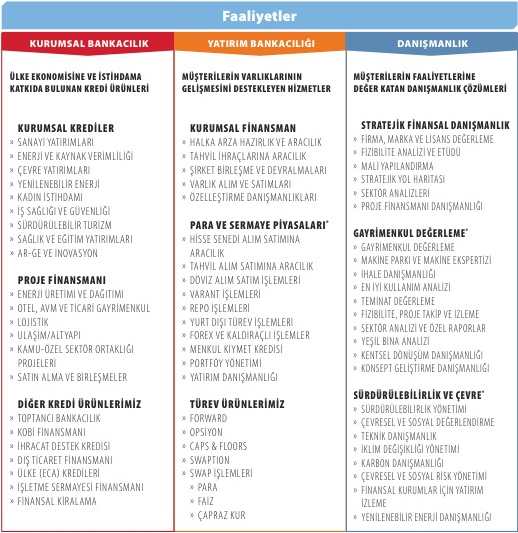 Faaliyetler
KURUMSAL BANKACILIK
ÜLKE EKONOMİSİNE VE İSTİHDAMA
KATKIDA BULUNAN KREDİ ÜRÜNLERİ
KURUMSAL KREDİLER
» SANAYİ YATIRIMLARI
» ENERJİ VE KAYNAK VERİMLİLİĞİ
» ÇEVRE YATIRIMLARI
» YENİLENEBİLİR ENERJİ
» KADIN İSTİHDAMI
» İŞ SAĞLIĞI VE GÜVENLİĞİ
» SÜRDÜRÜLEBİLİR TURİZM
» SAĞLIK VE EĞİTİM YATIRIMLARI
» AR-GE VE İNOVASYON
PROJE FİNANSMANI
» ENERJİ ÜRETİMİ VE DAĞITIMI
» OTEL, AVM VE TİCARİ GAYRİMENKUL
» LOJİSTİK
» ULAŞIM/ALTYAPI
» KAMU-ÖZEL SEKTÖR ORTAKLIĞI
PROJELERİ
» SATIN ALMA VE BİRLEŞMELER
DİĞER KREDİ ÜRÜNLERİMİZ
» TOPTANCI BANKACILIK
» KOBİ FİNANSMANI
» İHRACAT DESTEK KREDİSİ
» DIŞ TİCARET FİNANSMANI
» ÜLKE (ECA) KREDİLERİ
» İŞLETME SERMAYESİ FİNANSMANI
» FİNANSAL KİRALAMA
YATIRIM BANKACILIĞI
MÜŞTERİLERİN VARLIKLARININ
GELİŞMESİNİ DESTEKLEYEN HİZMETLER
KURUMSAL FİNANSMAN
» HALKA ARZA HAZIRLIK VE ARACILIK
» TAHVİL İHRAÇLARINA ARACILIK
» ŞİRKET BİRLEŞME VE DEVRALMALARI
» VARLIK ALIM VE SATIMLARI
» ÖZELLEŞTİRME DANIŞMANLIKLARI
PARA VE SERMAYE PİYASALARI*
» HİSSE SENEDİ ALIM SATIMINA
ARACILIK
» TAHVİL ALIM SATIMINA ARACILIK
» DÖVİZ ALIM SATIM İŞLEMLERİ
» VARANT İŞLEMLERİ
» REPO İŞLEMLERİ
» YURT DIŞI TÜREV İŞLEMLERİ
» FOREX VE KALDIRAÇLI İŞLEMLER
» MENKUL KIYMET KREDİSİ
» PORTFÖY YÖNETİMİ
» YATIRIM DANIŞMANLIĞI
TÜREV ÜRÜNLERİMİZ
» FORWARD
» OPSİYON
» CAPS & FLOORS
» SWAPTION
» SWAP İŞLEMLERİ
» PARA
» FAİZ
» ÇAPRAZ KUR
DANIŞMANLIK
MÜŞTERİLERİN FAALİYETLERİNE
DEĞER KATAN DANIŞMANLIK ÇÖZÜMLERİ
STRATEJİK FİNANSAL DANIŞMANLIK
» FİRMA, MARKA VE LİSANS DEĞERLEME
» FİZİBİLİTE ANALİZİ VE ETÜDÜ
» MALİ YAPILANDIRMA
» STRATEJİK YOL HARİTASI
» SEKTÖR ANALİZLERİ
» PROJE FİNANSMANI DANIŞMANLIĞI
GAYRİMENKUL DEĞERLEME*
» GAYRİMENKUL DEĞERLEME
» MAKİNE PARKI VE MAKİNE EKSPERTİZİ
» İHALE DANIŞMANLIĞI
» EN İYİ KULLANIM ANALİZİ
» TEMİNAT DEĞERLEME
» FİZİBİLİTE, PROJE TAKİP VE İZLEME
» SEKTÖR ANALİZİ VE ÖZEL RAPORLAR
» YEŞİL BİNA ANALİZİ
» KENTSEL DÖNÜŞÜM DANIŞMANLIĞI
» KONSEPT GELİŞTİRME DANIŞMANLIĞI
SÜRDÜRÜLEBİLİRLİK VE ÇEVRE*
» SÜRDÜRÜLEBİLİRLİK YÖNETİMİ
» ÇEVRESEL VE SOSYAL DEĞERLENDİRME
» TEKNİK DANIŞMANLIK
» İKLİM DEĞİŞİKLİĞİ YÖNETİMİ
» KARBON DANIŞMANLIĞI
» ÇEVRESEL VE SOSYAL RİSK YÖNETİMİ
» FİNANSAL KURUMLAR İÇİN YATIRIM
İZLEME
» YENİLENEBİLİR ENERJİ DANIŞMANLIĞI